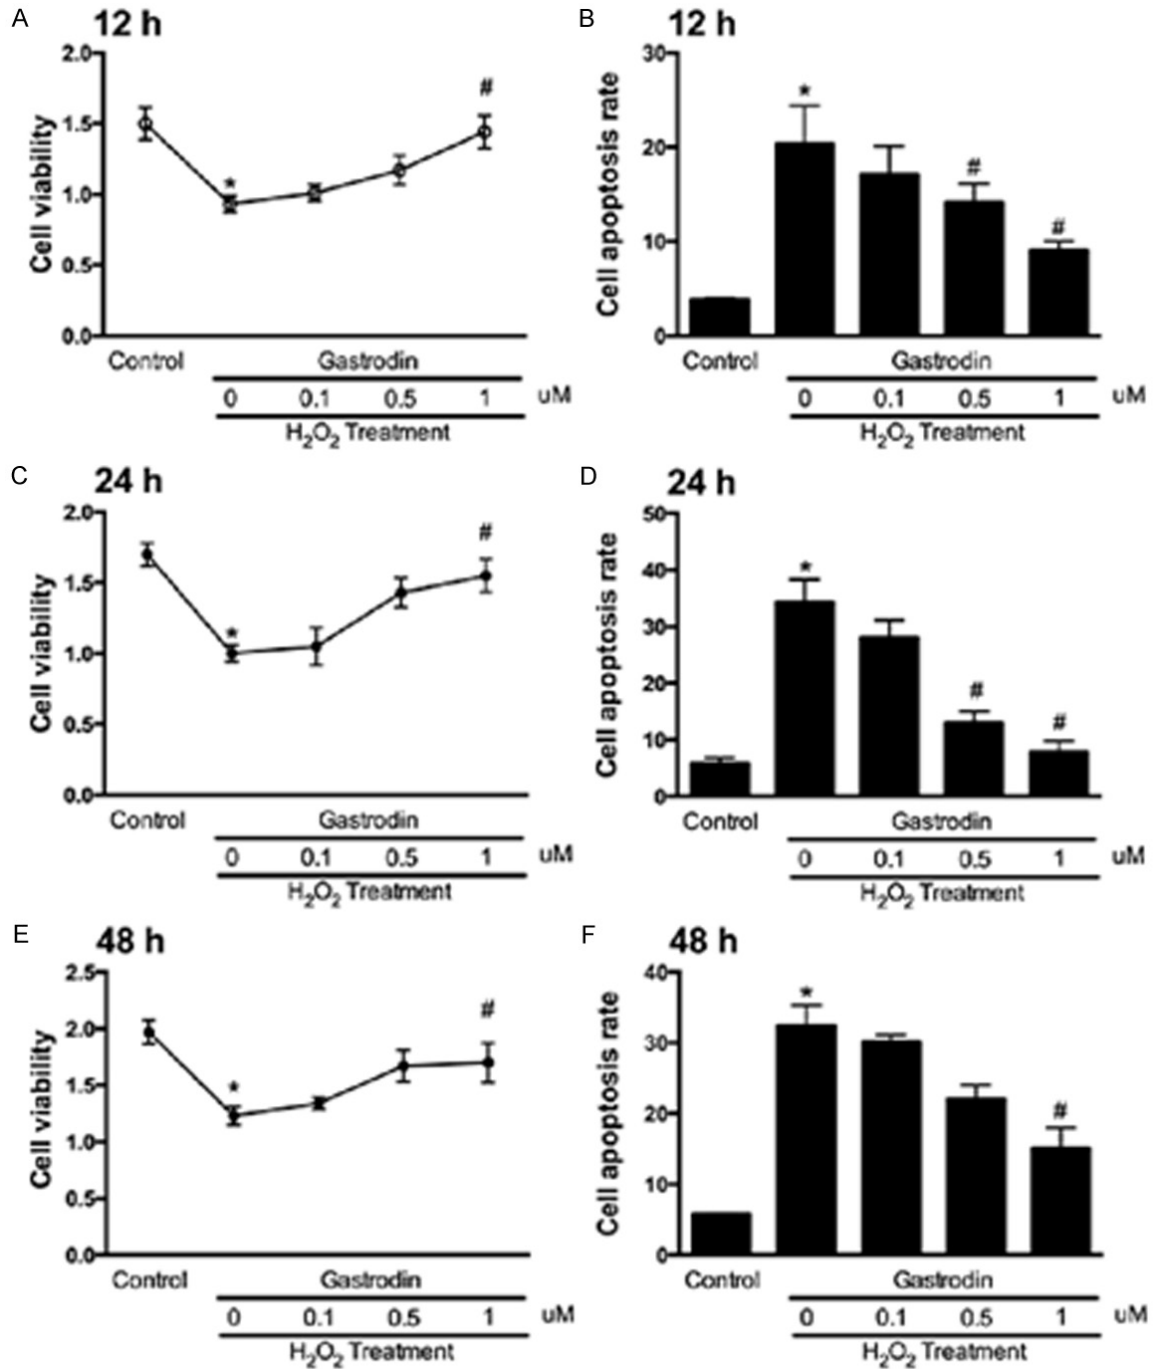 A 12 h
2.0
1.5
1.0
0.5
0.0
Cell viability
*
#
Control Gastrodin
0 0.1 0.5 1 uM
H2O2 Treatment
B 12 h
30
20
10
0
Cell apoptosis rate
*
#
#
Control Gastrodin
0 0.1 0.5 1 uM
H2O2 Treatment
C 24 h
2.0
1.5
1.0
0.5
0.0
Cell viability
*
#
Control Gastrodin
0 0.1 0.5 1 uM
H2O2 Treatment
D 24 h
50
40
30
20
10
0
Cell apoptosis rate
*
#
#
Control Gastrodin
0 0.1 0.5 1 uM
H2O2 Treatment
E 48 h
2.5
2.0
1.5
1.0
0.5
0.0
Cell viability
*
#
Control Gastrodin
0 0.1 0.5 1 uM
H2O2 Treatment
F 48 h
40
30
20
10
0
Cell apoptosis rate
*
#
Control Gastrodin
0 0.1 0.5 1 uM
H2O2 Treatment